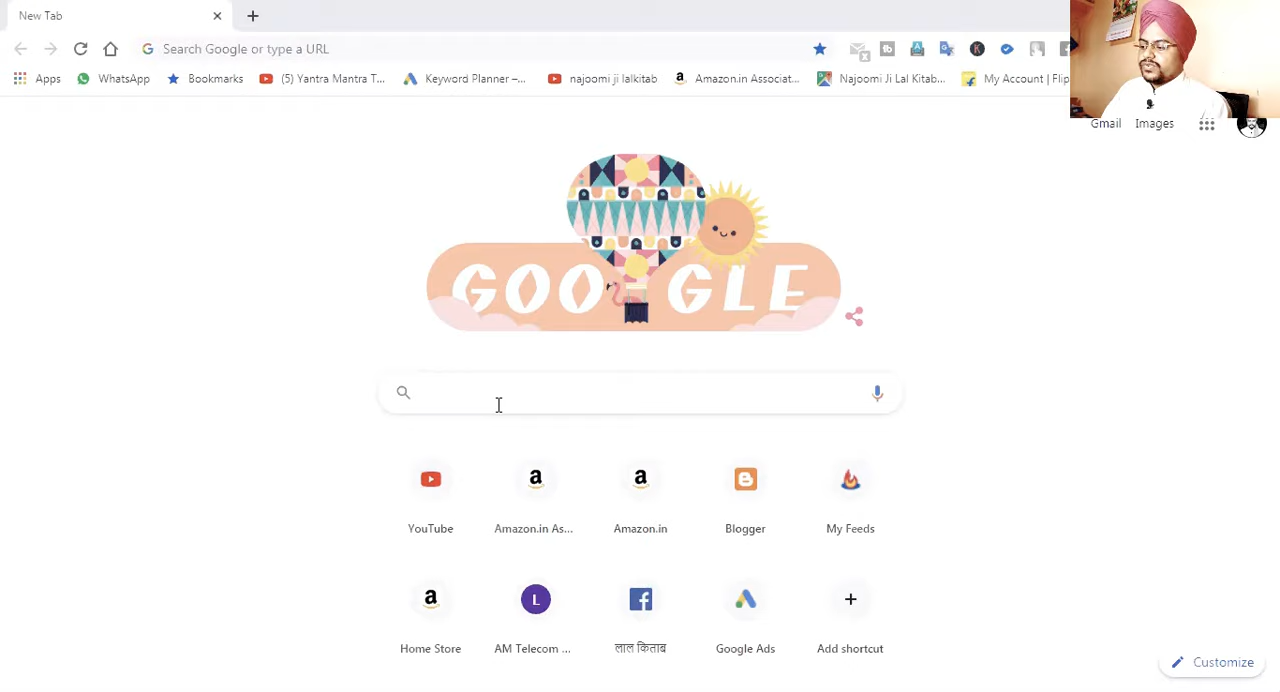 New Tab
Search Google or type a URL
Apps WhatsApp Bookmarks (5) Yantra Mantra T... Keyword Planner –... najoomi ji lalkitab Amazon.in Associat... Najoomi Ji Lal Kitab... My Account | Flip
Gmail Images
GOOGLE
YouTube Amazon.in As... Amazon.in Blogger My Feeds
L
Home Store AM Telecom ... लाल किताब Google Ads Add shortcut
Customize